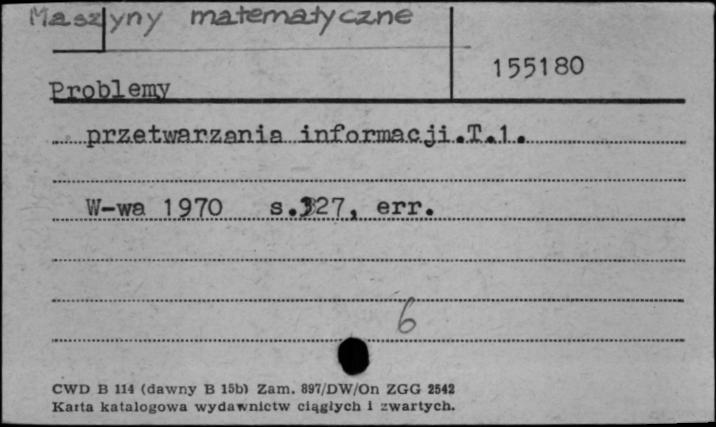 Maszyny matematyczne
155180
Problemy
przetwarzania informacji.T.1.
W-wa 1970 s.327, err.
6
CWD B 114 (dawny B 15b) Zam. 897/DW/On ZGG 2542
Karta katalogowa wydawnictw ciągłych i zwartych.